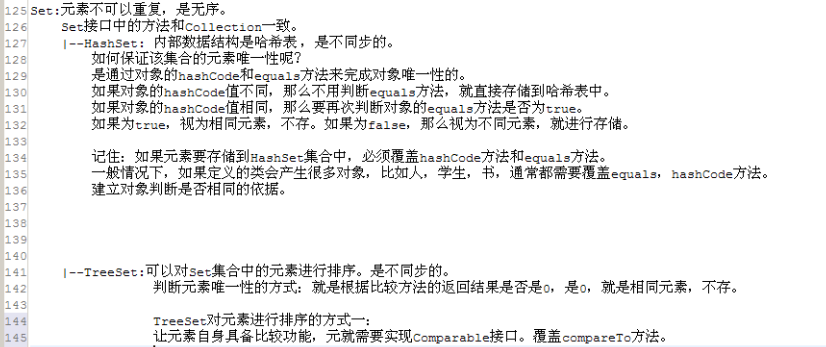 125 Set:元素不可以重复，是无序。
126 Set接口中的方法和Collection一致。
127 |--HashSet: 内部数据结构是哈希表，是不同步的。
128 如何保证该集合的元素唯一性呢？
129 是通过对象的hashCode和equals方法来完成对象唯一性的。
130 如果对象的hashCode值不同，那么不用判断equals方法，就直接存储到哈希表中。
131 如果对象的hashCode值相同，那么要再次判断对象的equals方法是否为true。
132 如果为true，视为相同元素，不存。如果为false，那么视为不同元素，就进行存储。
133
134 记住：如果元素要存储到HashSet集合中，必须覆盖hashCode方法和equals方法。
135 一般情况下，如果定义的类会产生很多对象，比如人，学生，书，通常都需要覆盖equals，hashCode方法。
136 建立对象判断是否相同的依据。
137
138
139
140
141 |--TreeSet:可以对Set集合中的元素进行排序。是不同步的。
142 判断元素唯一性的方式：就是根据比较方法的返回结果是否是0，是0，就是相同元素，不存。
143
144 TreeSet对元素进行排序的方式一：
145 让元素自身具备比较功能，元就需要实现Comparable接口。覆盖compareTo方法。